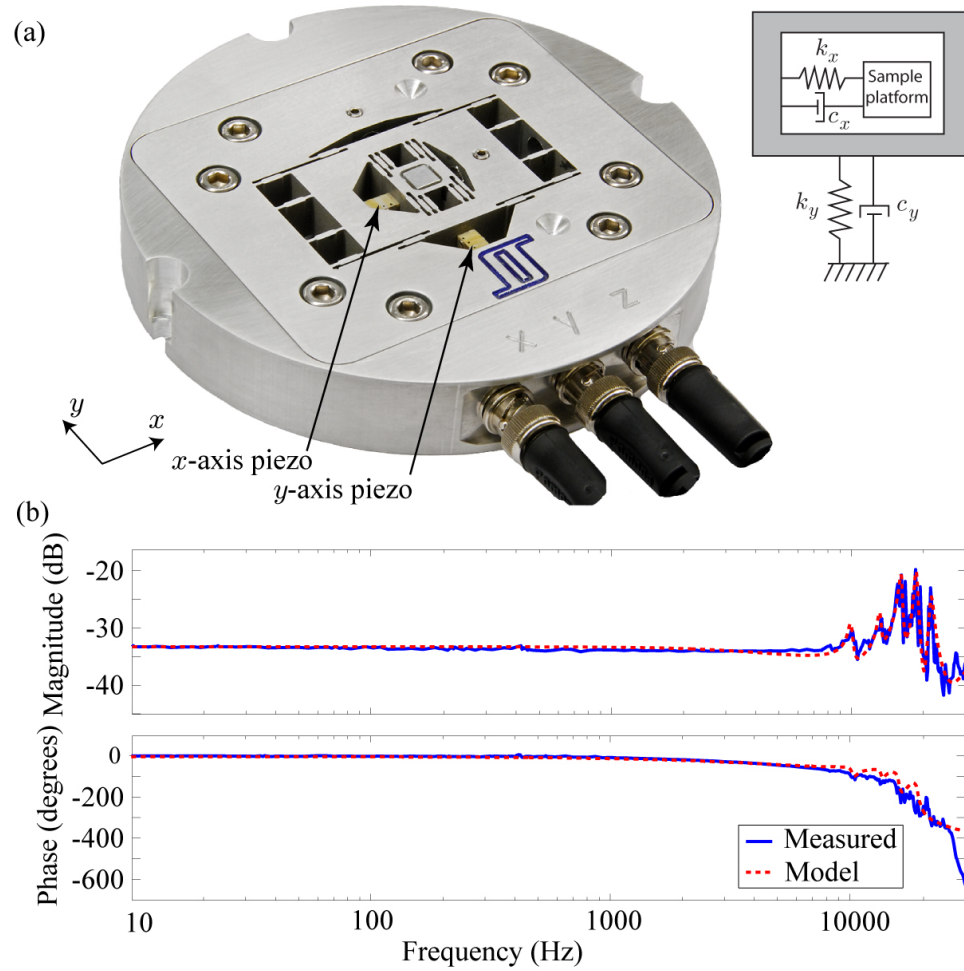 (a)
k_x
Sample
platform
c_x
k_y
c_y
X Y Z
y
x
x-axis piezo
y-axis piezo
(b)
Magnitude (dB)
-20
-30
-40
Phase (degrees)
0
-200
-400
-600
Measured
Model
10
100
1000
10000
Frequency (Hz)